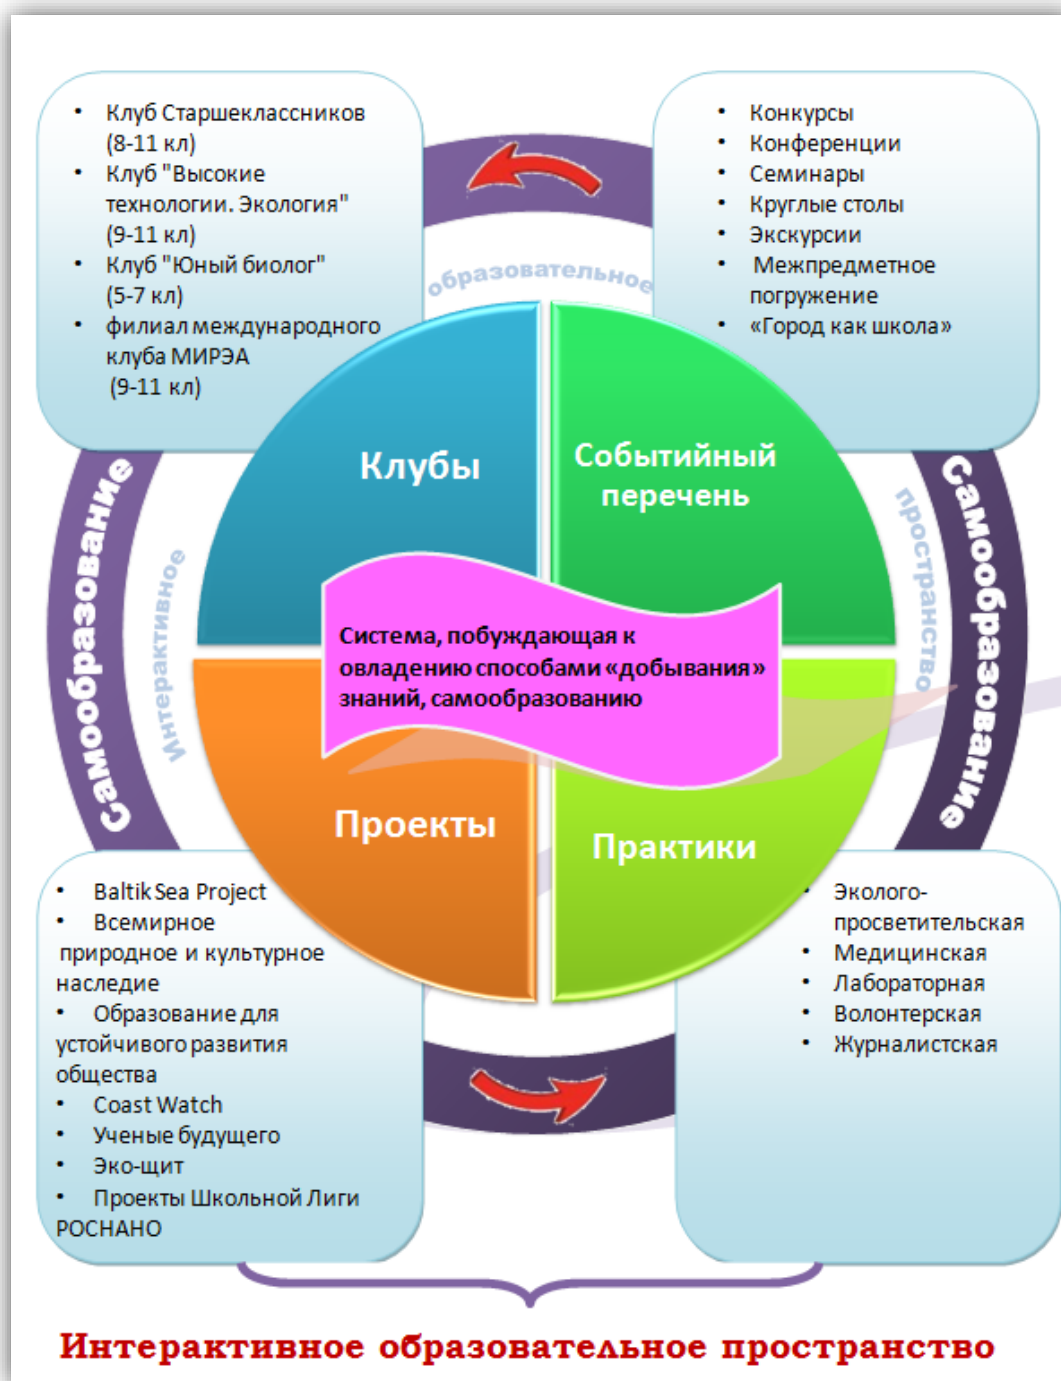 • Клуб Старшеклассников
(8-11 кл)
• Клуб "Высокие
технологии. Экология"
(9-11 кл)
• Клуб "Юный биолог"
(5-7 кл)
• филиал международного
клуба МИРЭА
(9-11 кл)
• Конкурсы
• Конференции
• Семинары
• Круглые столы
• Экскурсии
• Межпредметное
погружение
• «Город как школа»
Интерактивное
образовательное
пространство
Самообразование
Самообразование
Клубы
Событийный
перечень
Система, побуждающая к
овладению способами «добывания»
знаний, самообразованию
Проекты
Практики
• Baltik Sea Project
• Всемирное
природное и культурное
наследие
• Образование для
устойчивого развития
общества
• Coast Watch
• Ученые будущего
• Эко-щит
• Проекты Школьной Лиги
РОСНАНО
• Эколого-
просветительская
• Медицинская
• Лабораторная
• Волонтерская
• Журналистская
Интерактивное образовательное пространство